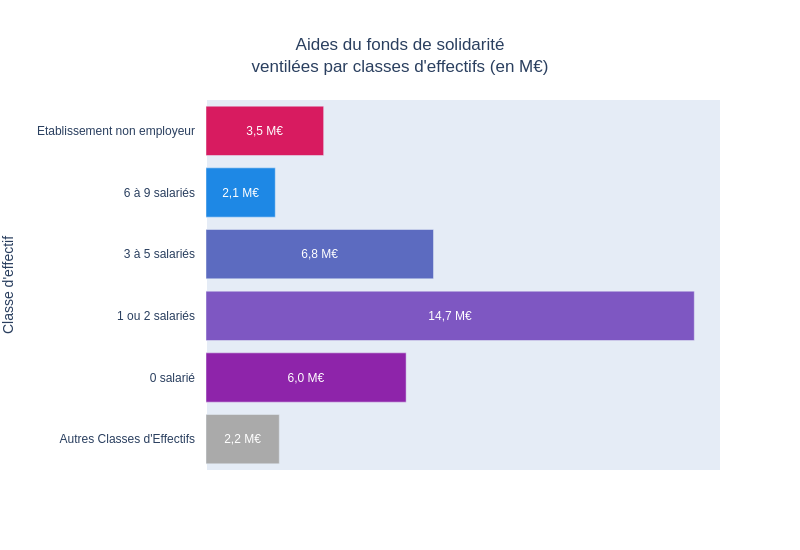 Aides du fonds de solidarité
ventilées par classes d'effectifs (en M€)
Classe d'effectif
Etablissement non employeur
3,5 M€
6 à 9 salariés
2,1 M€
3 à 5 salariés
6,8 M€
1 ou 2 salariés
14,7 M€
0 salarié
6,0 M€
Autres Classes d'Effectifs
2,2 M€